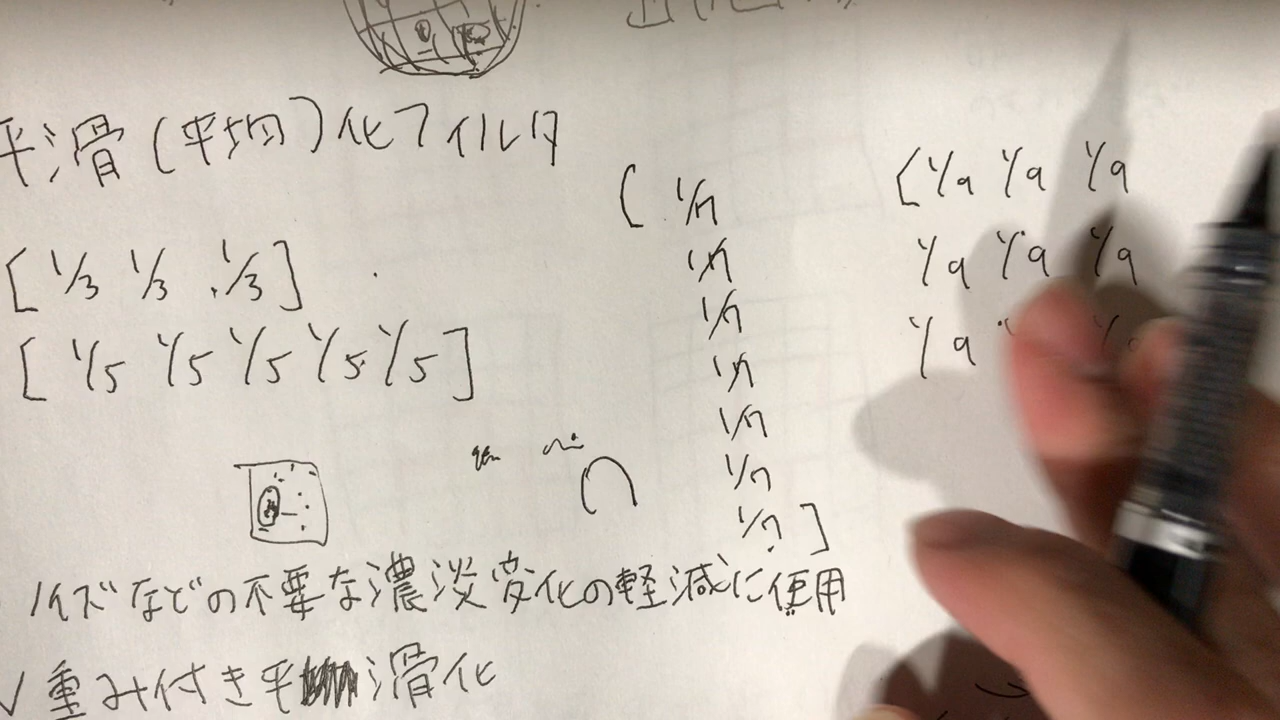 平滑(平均)化フィルタ
[ 1/3 1/3 1/3 ]
[ 1/5 1/5 1/5 1/5 1/5 ]
[ 1/7
1/7
1/7
1/7
1/7
1/7
1/7 ]
[ 1/9 1/9 1/9
1/9 1/9 1/9
1/9
ノイズなどの不要な濃淡変化の軽減に使用
✓重み付き平滑化